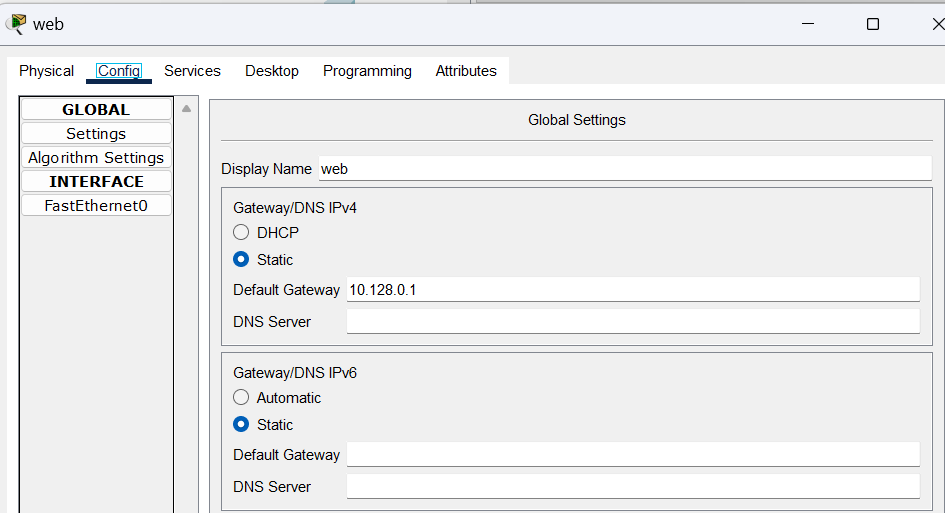 web
Physical Config Services Desktop Programming Attributes
GLOBAL
Settings
Algorithm Settings
INTERFACE
FastEthernet0
Global Settings
Display Name web
Gateway/DNS IPv4
DHCP
Static
Default Gateway 10.128.0.1
DNS Server
Gateway/DNS IPv6
Automatic
Static
Default Gateway
DNS Server